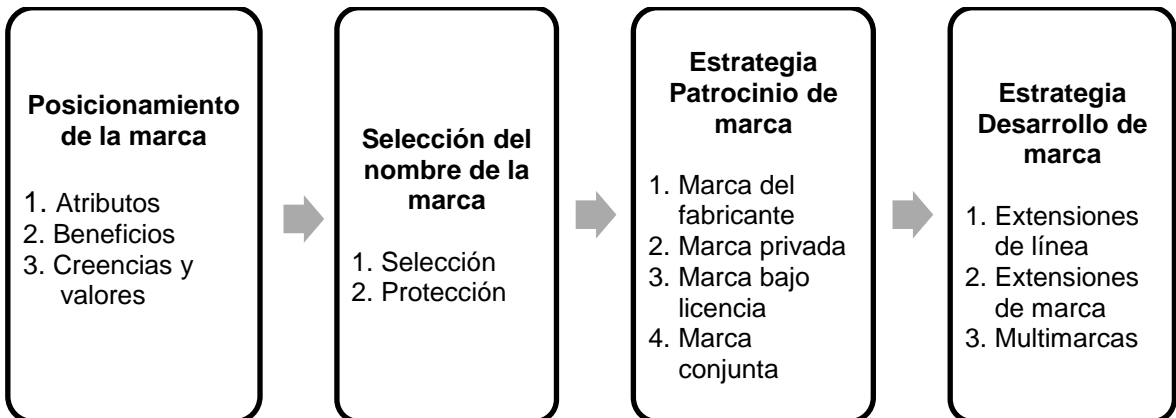 Posicionamiento
de la marca
1. Atributos
2. Beneficios
3. Creencias y
valores
Selección del
nombre de la
marca
1. Selección
2. Protección
Estrategia
Patrocinio de
marca
1. Marca del
fabricante
2. Marca privada
3. Marca bajo
licencia
4. Marca
conjunta
Estrategia
Desarrollo de
marca
1. Extensiones
de línea
2. Extensiones
de marca
3. Multimarcas